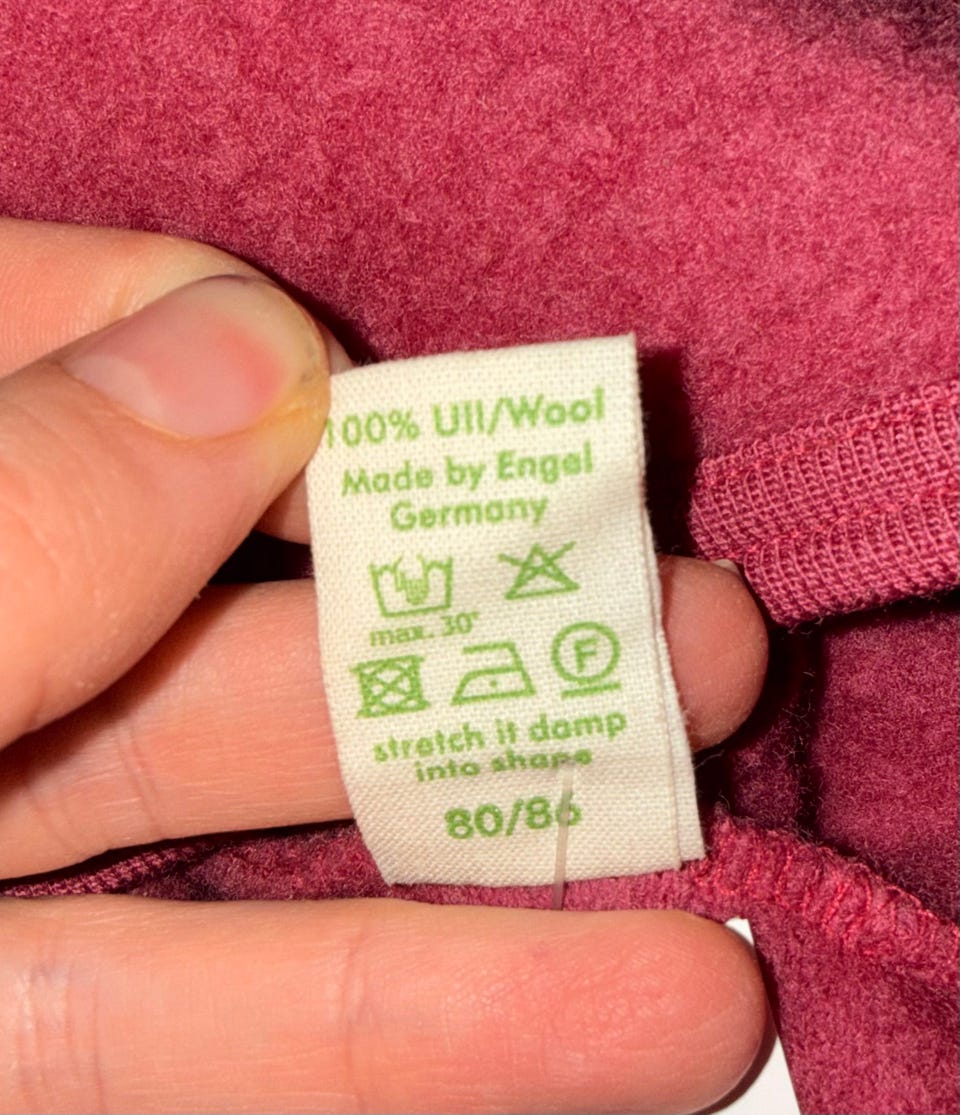 100% Ull/Wool
Made by Engel
Germany
max. 30°
F
stretch it damp
into shape
80/86